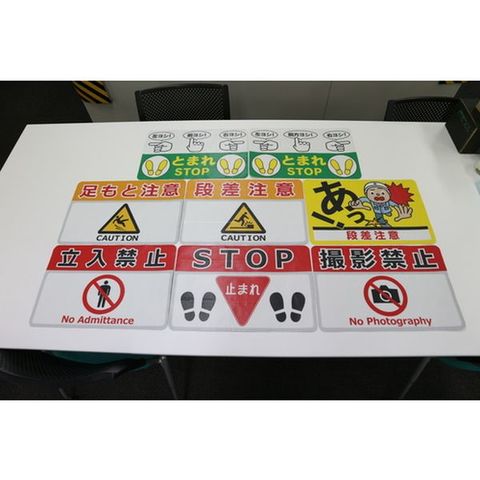 右ヨシ! 左ヨシ! 右ヨシ!
とまれ
STOP
とまれ
STOP
足もと注意
CAUTION
段差注意
CAUTION
あっ!
段差注意
立入禁止
No Admittance
STOP
止まれ
撮影禁止
No Photography